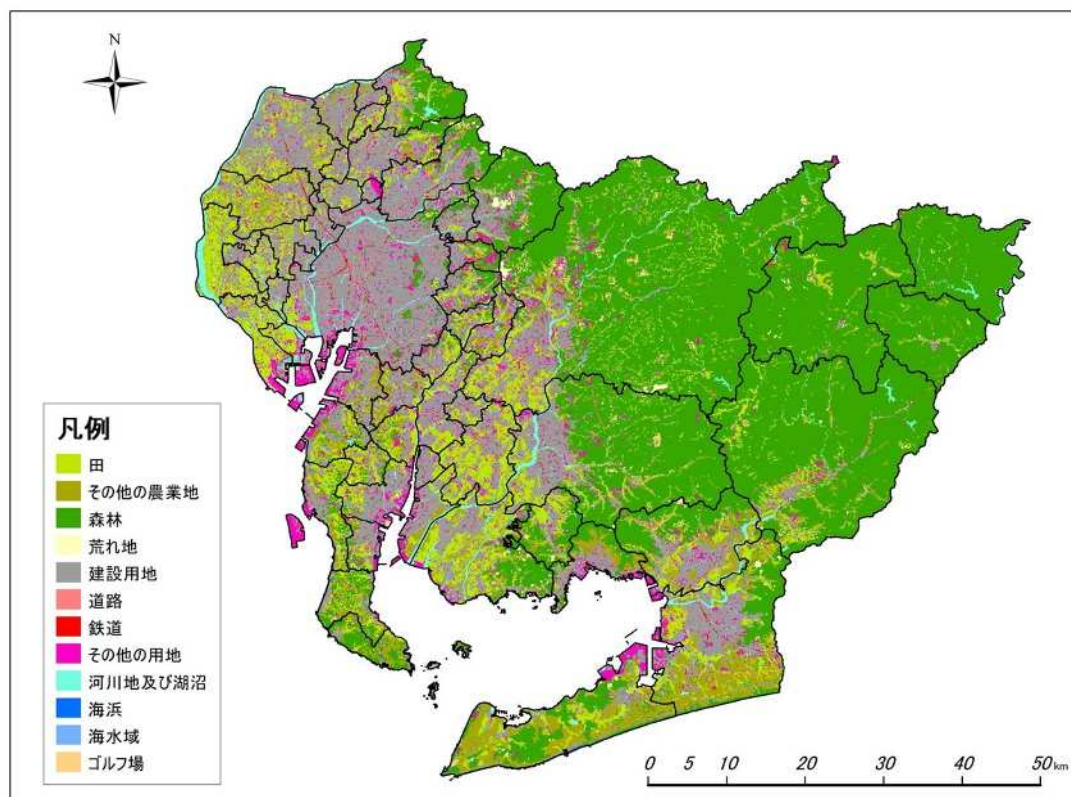 N
凡例
田
その他の農業地
森林
荒れ地
建設用地
道路
鉄道
その他の用地
河川地及び湖沼
海浜
海水域
ゴルフ場
0 5 10 20 30 40 50 km